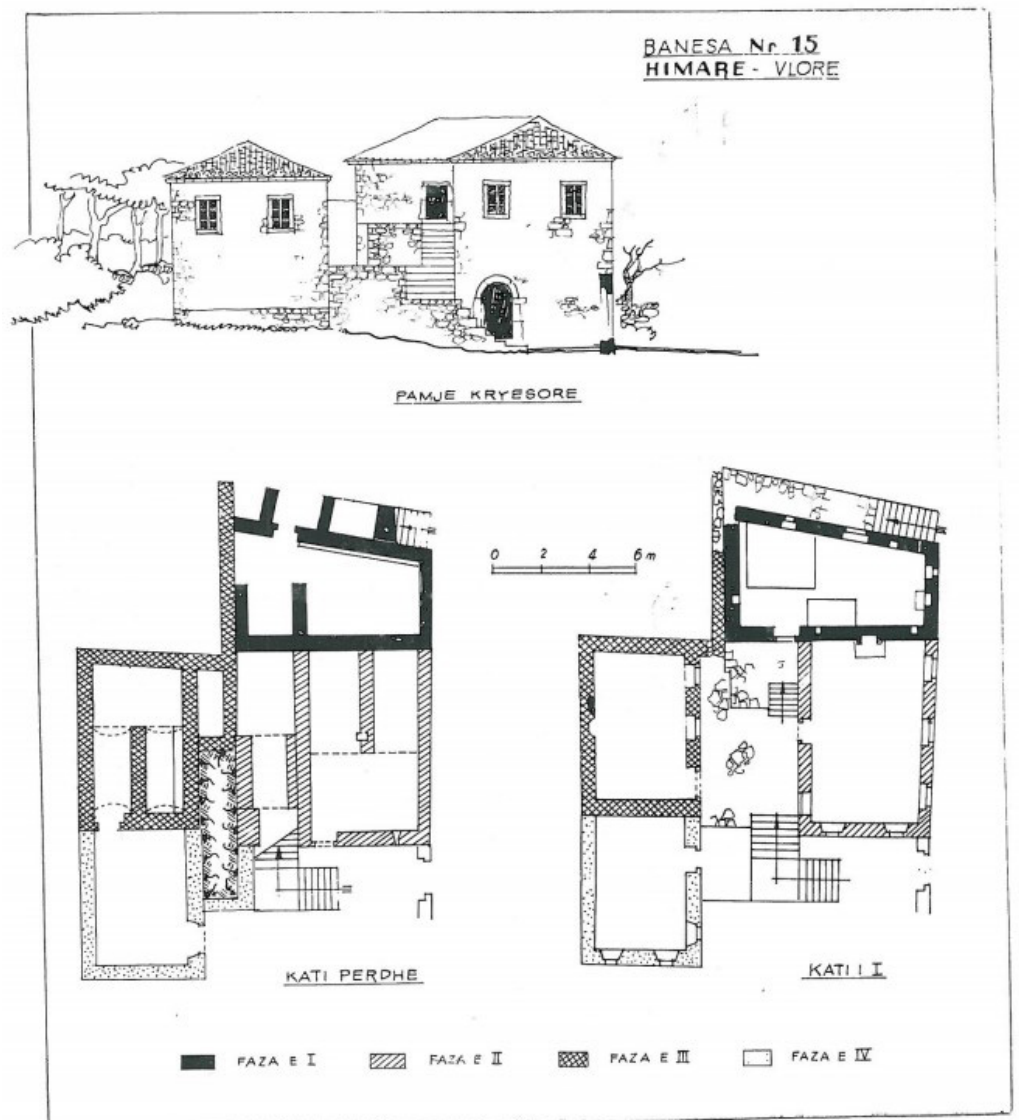 BANESA Nr 15
HIMARE - VLORE
PAMJE KRYESORE
0 2 4 6 m
KATI PERDHE
KATI I I
FAZA E I
FAZA E II
FAZA E III
FAZA E IV